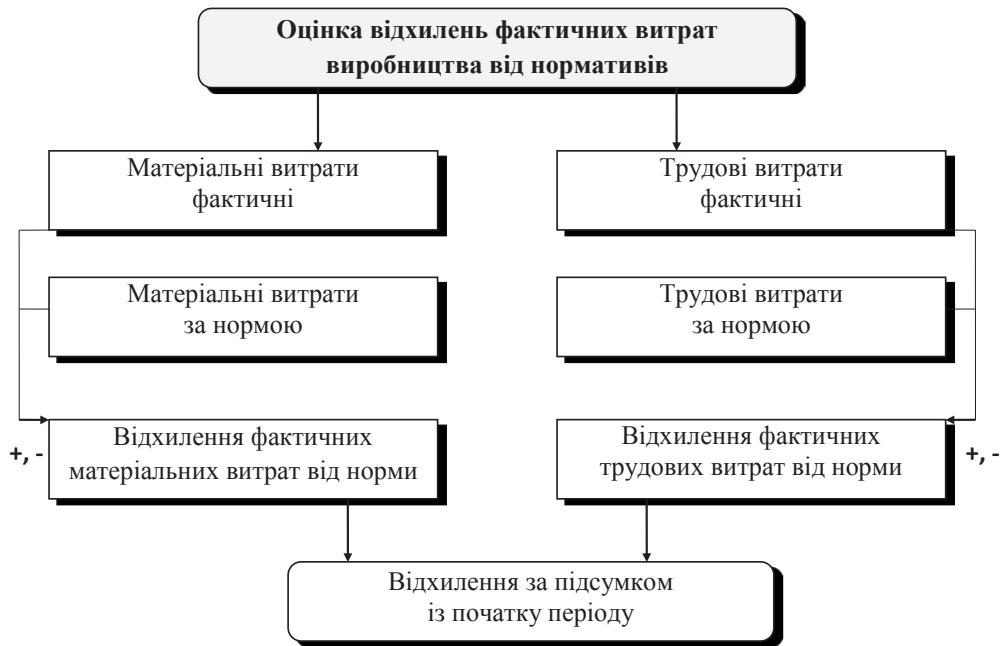 Оцінка відхилень фактичних витрат
виробництва від нормативів
Матеріальні витрати
фактичні
Трудові витрати
фактичні
Матеріальні витрати
за нормою
Трудові витрати
за нормою
+, -
Відхилення фактичних
матеріальних витрат від норми
Відхилення фактичних
трудових витрат від норми
+, -
Відхилення за підсумком
із початку періоду